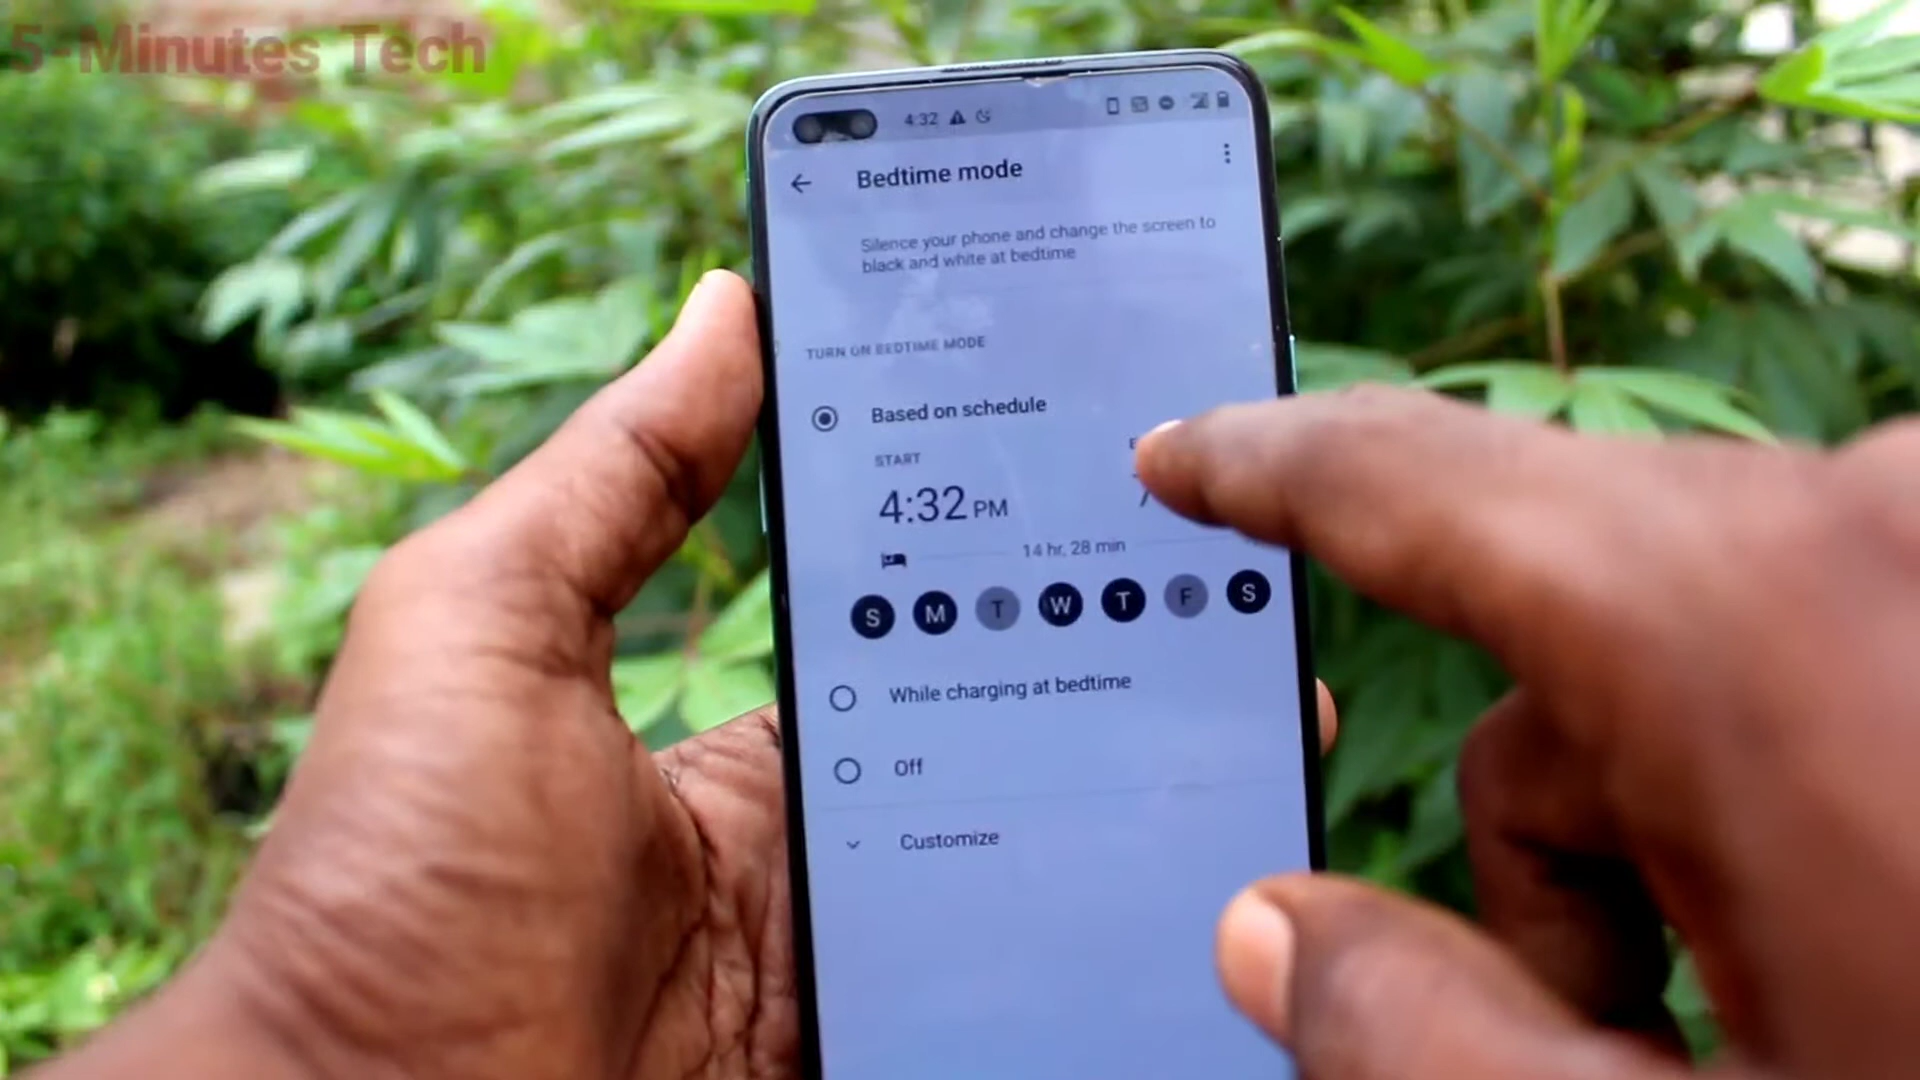 5-Minutes Tech
4:32
Bedtime mode
Silence your phone and change the screen to
black and white at bedtime
TURN ON BEDTIME MODE
Based on schedule
START
4:32 PM
14 hr, 28 min
S M T W T F S
While charging at bedtime
Off
Customize